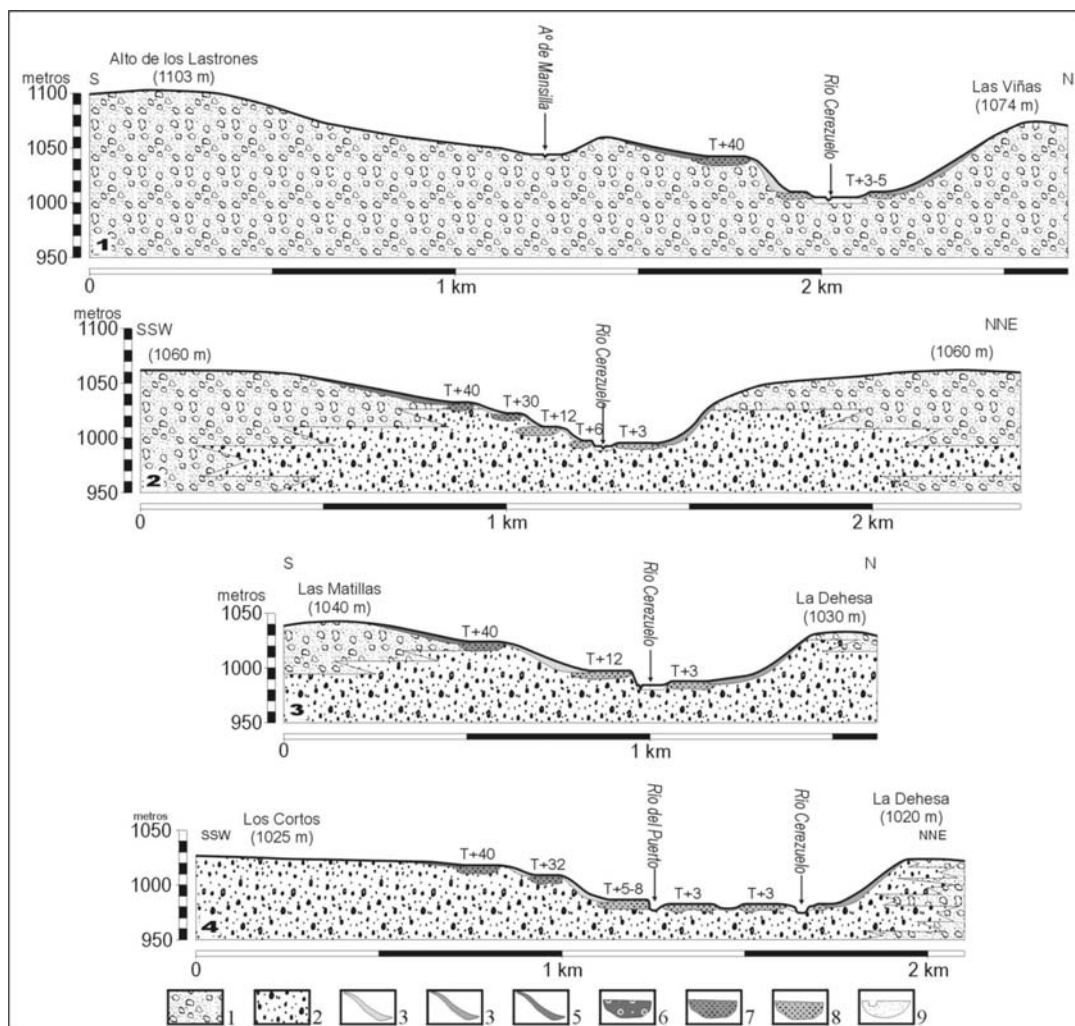 Alto de los Lastrones
(1103 m)
metros
S
Aº de Mansilla
Río Cerezuelo
Las Viñas
(1074 m)
N
1100
1050
1000
950
T+40
T+3-5
1
0
1 km
2 km
metros
1100
SSW
(1060 m)
Río Cerezuelo
NNE
(1060 m)
1050
1000
950
T+40
T+30
T+12
T+6
T+3
2
0
1 km
2 km
S
N
metros
Las Matillas
(1040 m)
Río Cerezuelo
La Dehesa
(1030 m)
1050
1000
950
T+40
T+12
T+3
3
0
1 km
metros
1050
SSW
Los Cortos
(1025 m)
Río del Puerto
Río Cerezuelo
La Dehesa
(1020 m)
NNE
1000
950
T+40
T+32
T+5-8
T+3
T+3
4
0
1 km
2 km
1
2
3
3
5
6
7
8
9